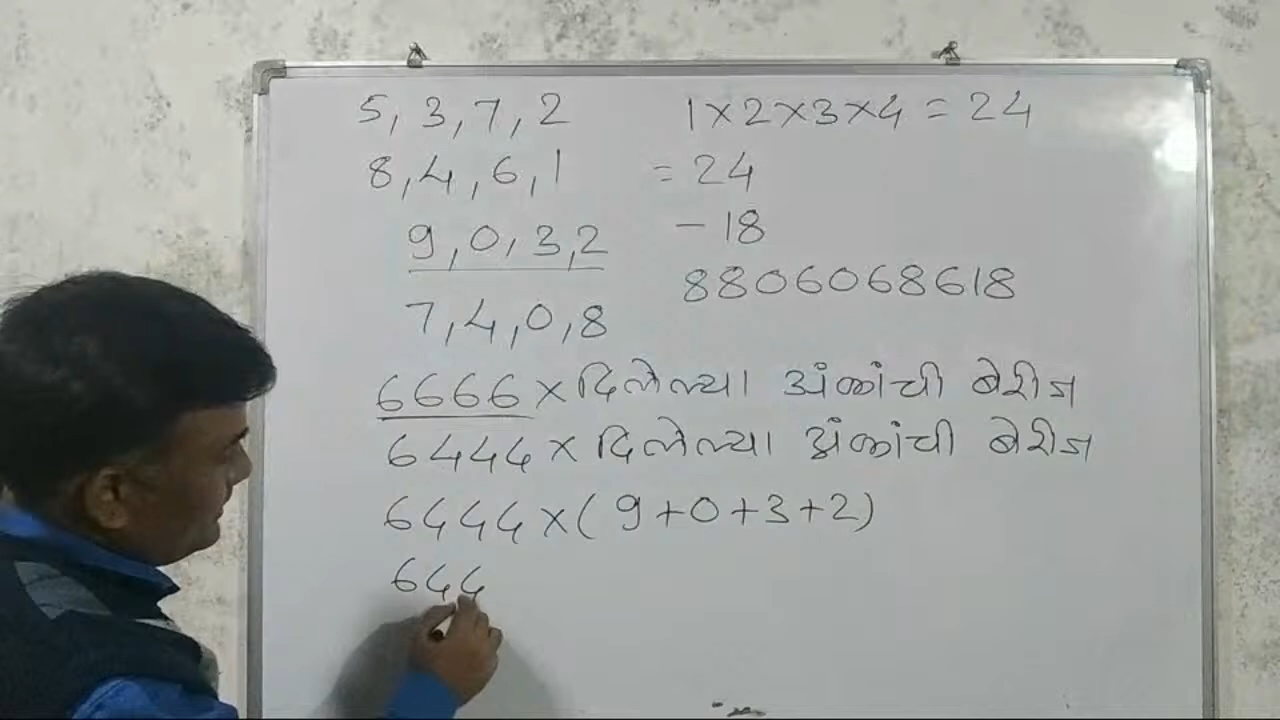 5, 3, 7, 2
8, 4, 6, 1
9, 0, 3, 2
7, 4, 0, 8
1×2×3×4 = 24
= 24
- 18
8806068618
6666 × दिलेल्या अंकांची बेरीज
6444 × दिलेल्या अंकांची बेरीज
6444 × ( 9+0+3+2)
644